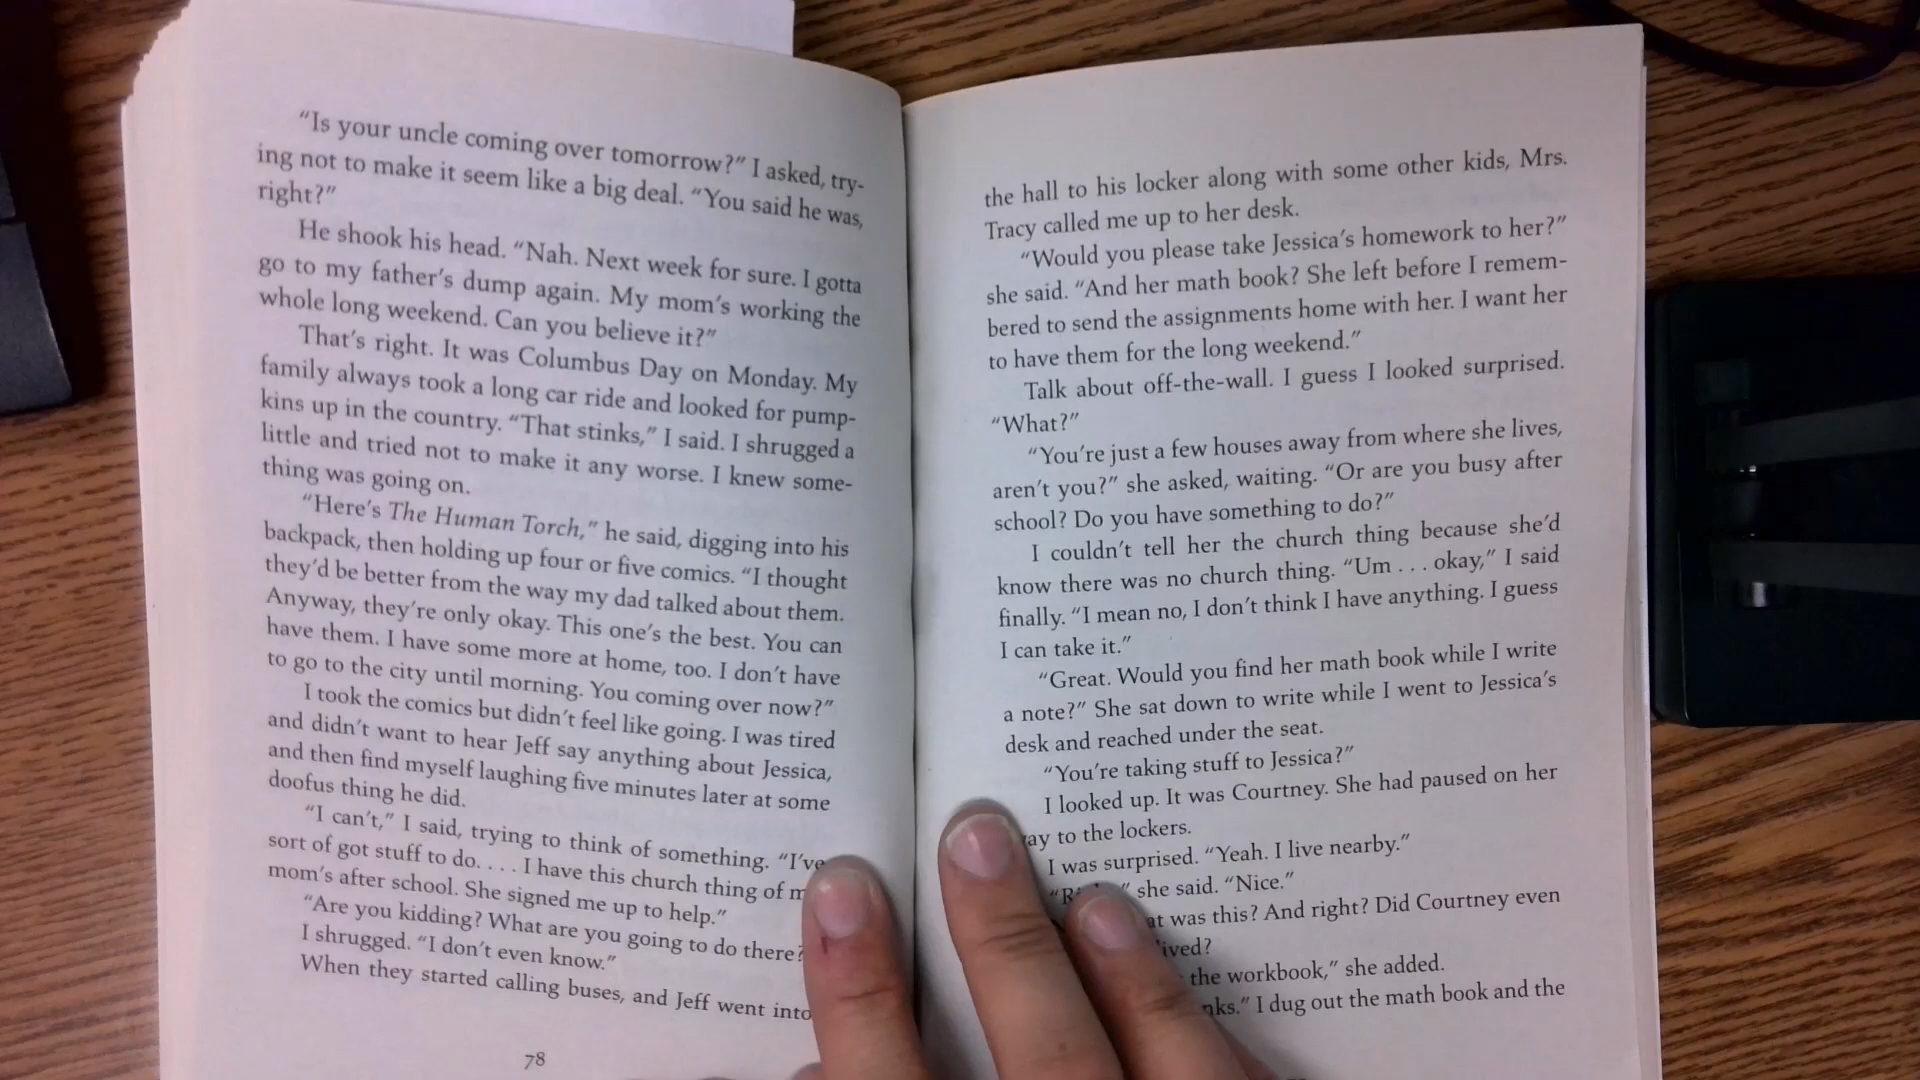 “Is your uncle coming over tomorrow?” I asked, try-
ing not to make it seem like a big deal. “You said he was,
right?”
He shook his head. “Nah. Next week for sure. I gotta
go to my father’s dump again. My mom’s working the
whole long weekend. Can you believe it?”
That’s right. It was Columbus Day on Monday. My
family always took a long car ride and looked for pump-
kins up in the country. “That stinks,” I said. I shrugged a
little and tried not to make it any worse. I knew some-
thing was going on.
“Here’s The Human Torch,” he said, digging into his
backpack, then holding up four or five comics. “I thought
they’d be better from the way my dad talked about them.
Anyway, they’re only okay. This one’s the best. You can
have them. I have some more at home, too. I don’t have
to go to the city until morning. You coming over now?”
I took the comics but didn’t feel like going. I was tired
and didn’t want to hear Jeff say anything about Jessica,
and then find myself laughing five minutes later at some
doofus thing he did.
“I can’t,” I said, trying to think of something. “I’ve
sort of got stuff to do. . . . I have this church thing of
mom’s after school. She signed me up to help.”
“Are you kidding? What are you going to do there?
I shrugged. “I don’t even know.”
When they started calling buses, and Jeff went into
78
the hall to his locker along with some other kids, Mrs.
Tracy called me up to her desk.
“Would you please take Jessica’s homework to her?”
she said. “And her math book? She left before I remem-
bered to send the assignments home with her. I want her
to have them for the long weekend.”
Talk about off-the-wall. I guess I looked surprised.
“What?”
“You’re just a few houses away from where she lives,
aren’t you?” she asked, waiting. “Or are you busy after
school? Do you have something to do?”
I couldn’t tell her the church thing because she’d
know there was no church thing. “Um . . . okay,” I said
finally. “I mean no, I don’t think I have anything. I guess
I can take it.”
“Great. Would you find her math book while I write
a note?” She sat down to write while I went to Jessica’s
desk and reached under the seat.
“You’re taking stuff to Jessica?”
I looked up. It was Courtney. She had paused on her
way to the lockers.
I was surprised. “Yeah. I live nearby.”
she said. “Nice.”
was this? And right? Did Courtney even
the workbook,” she added.
I dug out the math book and the